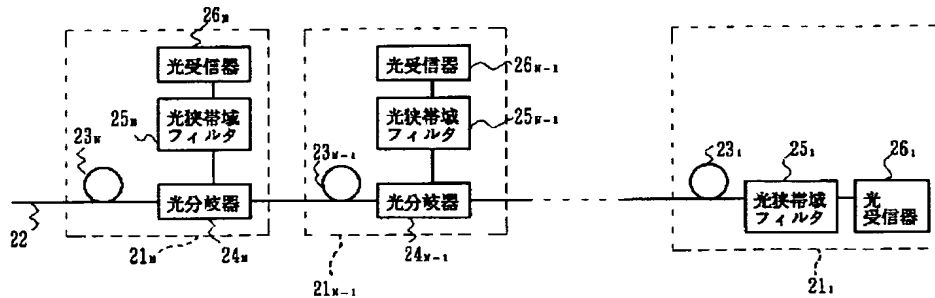 26N
光受信器
25N
光狭帯域
フィルタ
23N
光分岐器
22
21N
24N
光受信器
26N-1
光狭帯域
フィルタ
25N-1
23N-1
光分岐器
21N-1
24N-1
231
251
261
光狭帯域
フィルタ
光
受信器
211